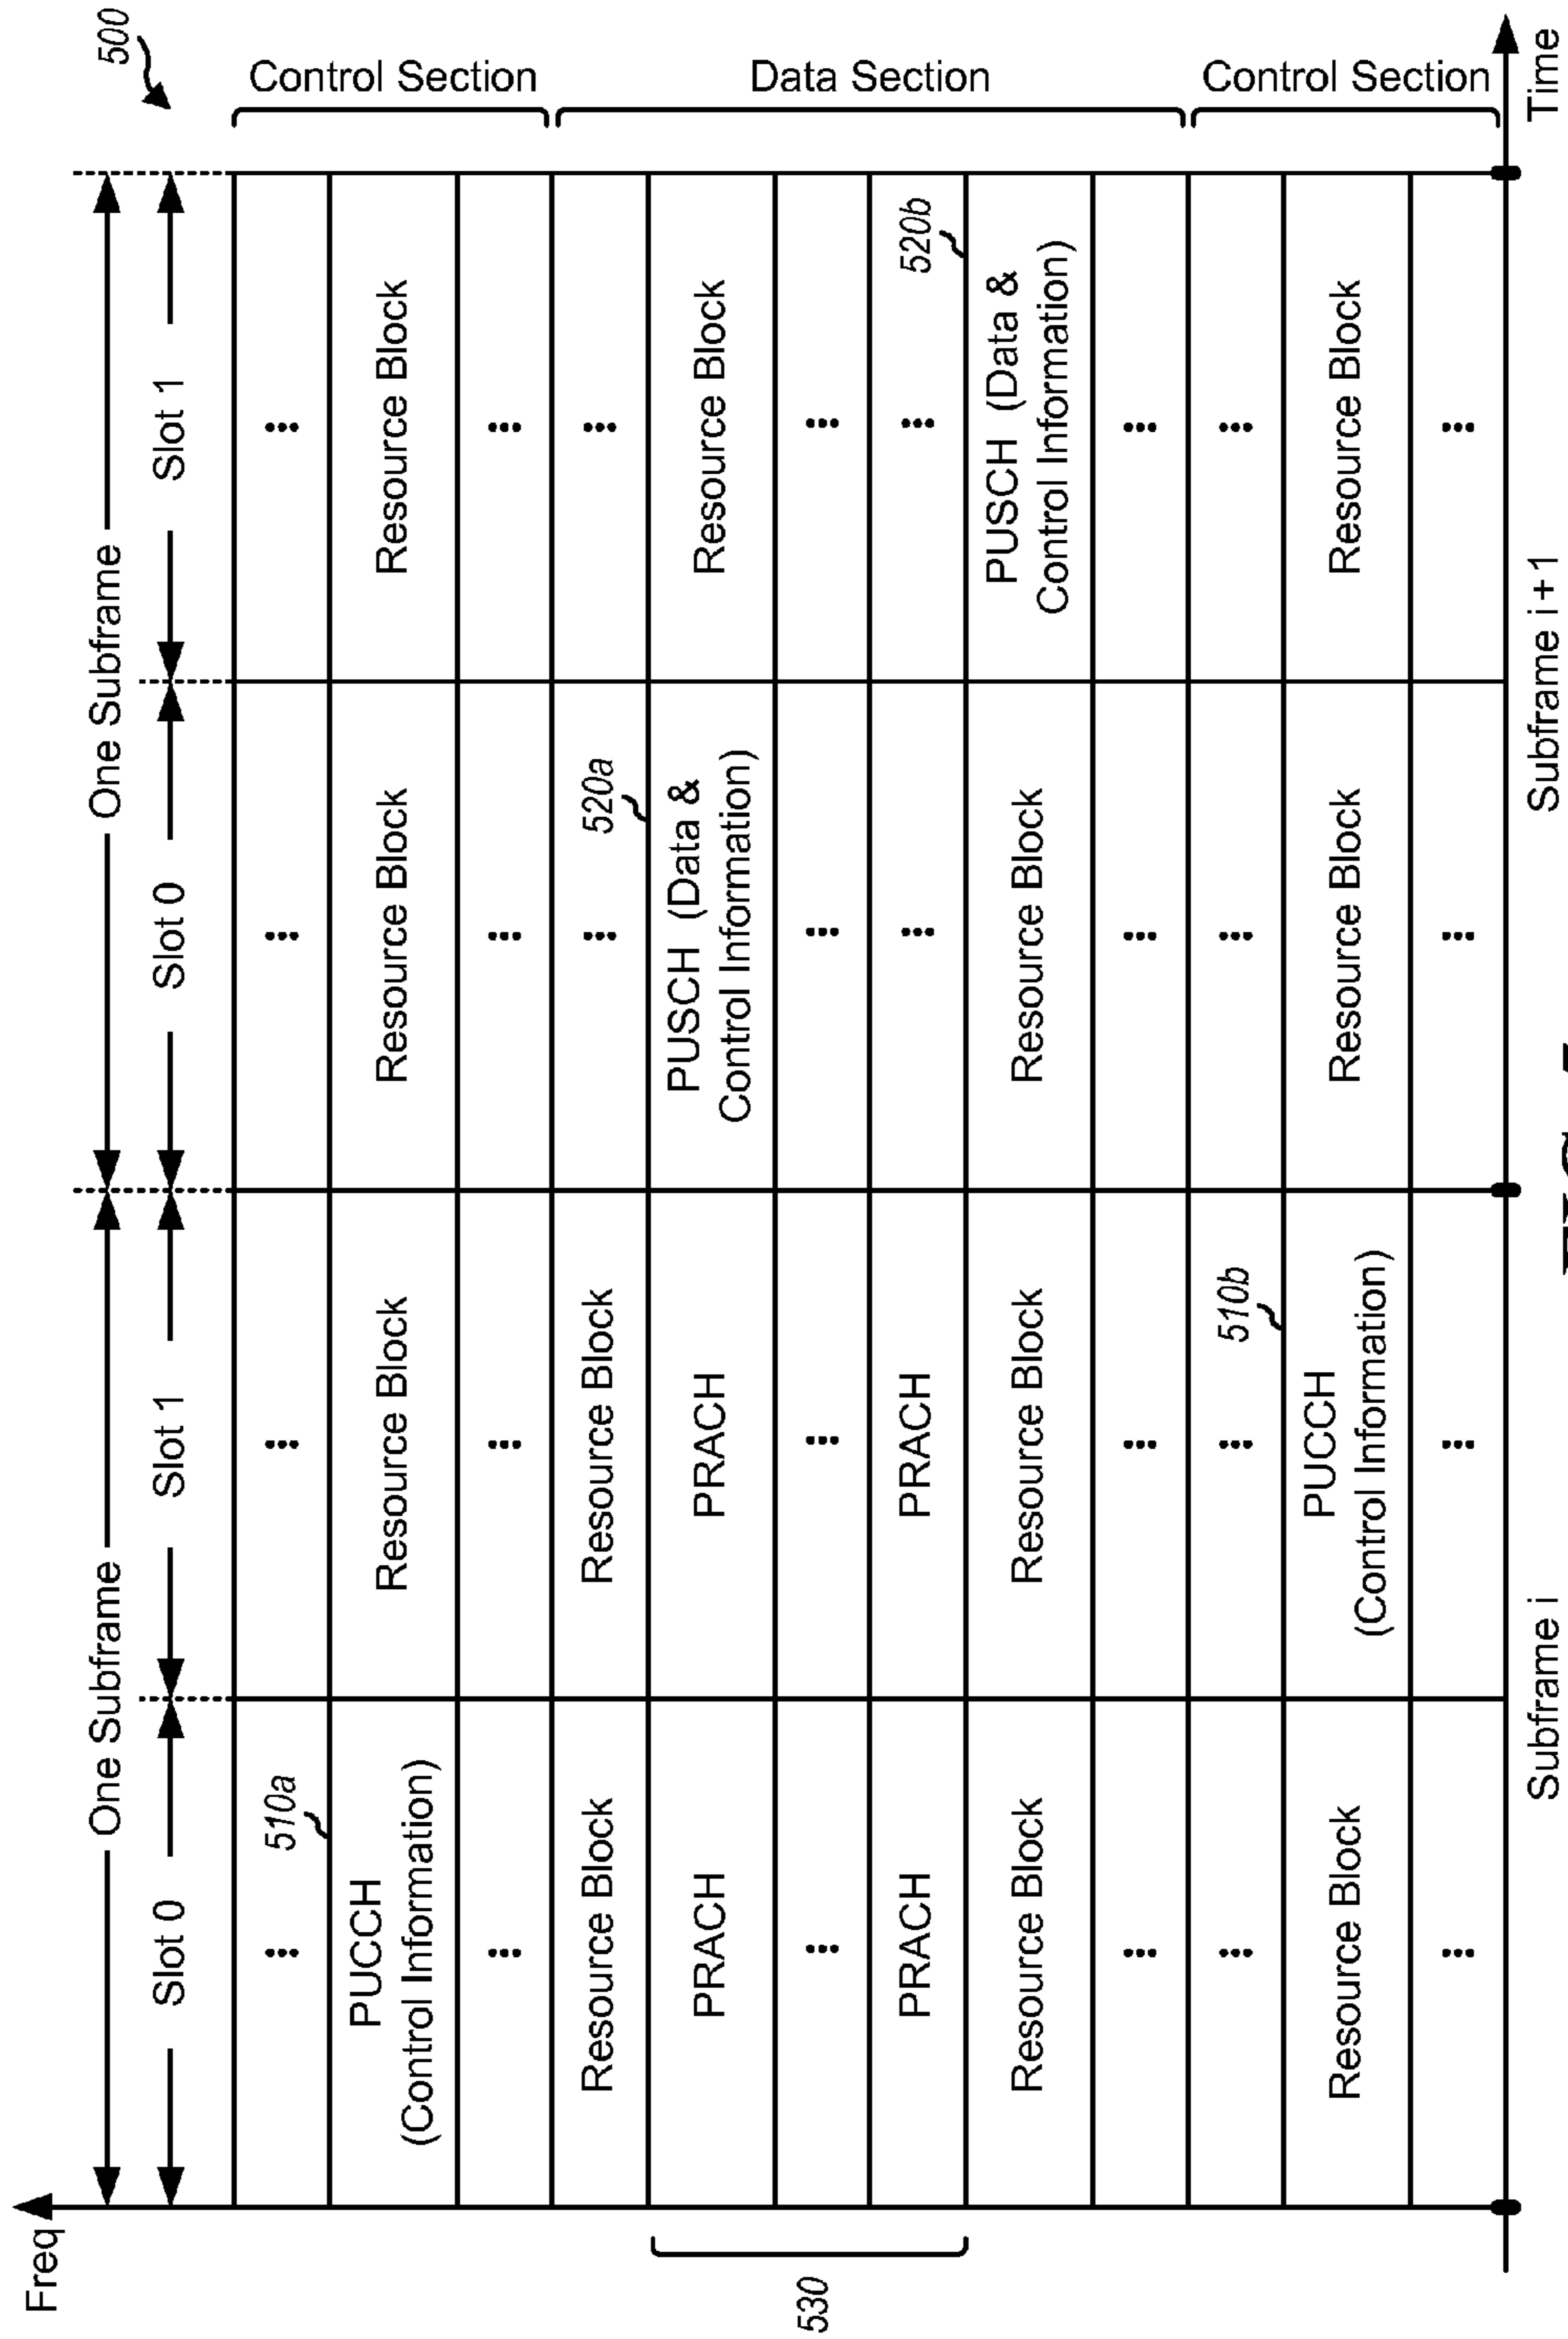 500
Freq
One Subframe
One Subframe
Slot 0
Slot 1
Slot 0
Slot 1
Control Section
Data Section
Control Section
...
...
...
...
510a
PUCCH
(Control Information)
Resource Block
Resource Block
Resource Block
...
...
...
...
Resource Block
Resource Block
...
...
520a
530
PRACH
PRACH
PUSCH (Data &
Control Information)
Resource Block
...
...
...
...
PRACH
PRACH
...
...
520b
Resource Block
Resource Block
Resource Block
PUSCH (Data &
Control Information)
...
...
...
...
...
...
...
...
510b
Resource Block
PUCCH
(Control Information)
Resource Block
Resource Block
...
...
...
...
Time
Subframe i
Subframe i + 1